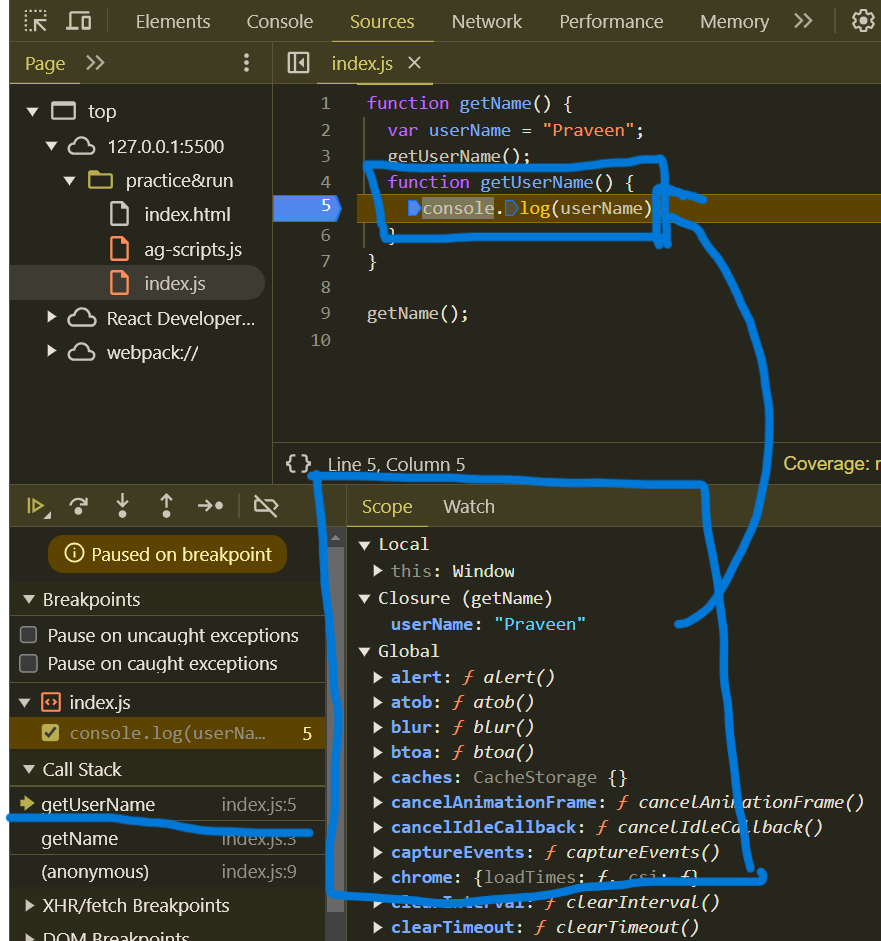 Elements Console Sources Network Performance Memory
Page
index.js
top
127.0.0.1:5500
practice&run
index.html
ag-scripts.js
index.js
React Developer...
webpack://
1 function getName() {
2 var userName = "Praveen";
3 getUserName();
4 function getUserName() {
5 console.log(userName)
6 }
7 }
8
9 getName();
10
{} Line 5, Column 5
Coverage:
Paused on breakpoint
Breakpoints
Pause on uncaught exceptions
Pause on caught exceptions
index.js
console.log(userNa… 5
Call Stack
getUserName index.js:5
getName index.js:3
(anonymous) index.js:9
XHR/fetch Breakpoints
DOM Breakpoints
Scope Watch
Local
this: Window
Closure (getName)
userName: "Praveen"
Global
alert: ƒ alert()
atob: ƒ atob()
blur: ƒ blur()
btoa: ƒ btoa()
caches: CacheStorage {}
cancelAnimationFrame: ƒ cancelAnimationFrame()
cancelIdleCallback: ƒ cancelIdleCallback()
captureEvents: ƒ captureEvents()
chrome: {loadTimes: ƒ, csi: ƒ}
clearInterval: ƒ clearInterval()
clearTimeout: ƒ clearTimeout()